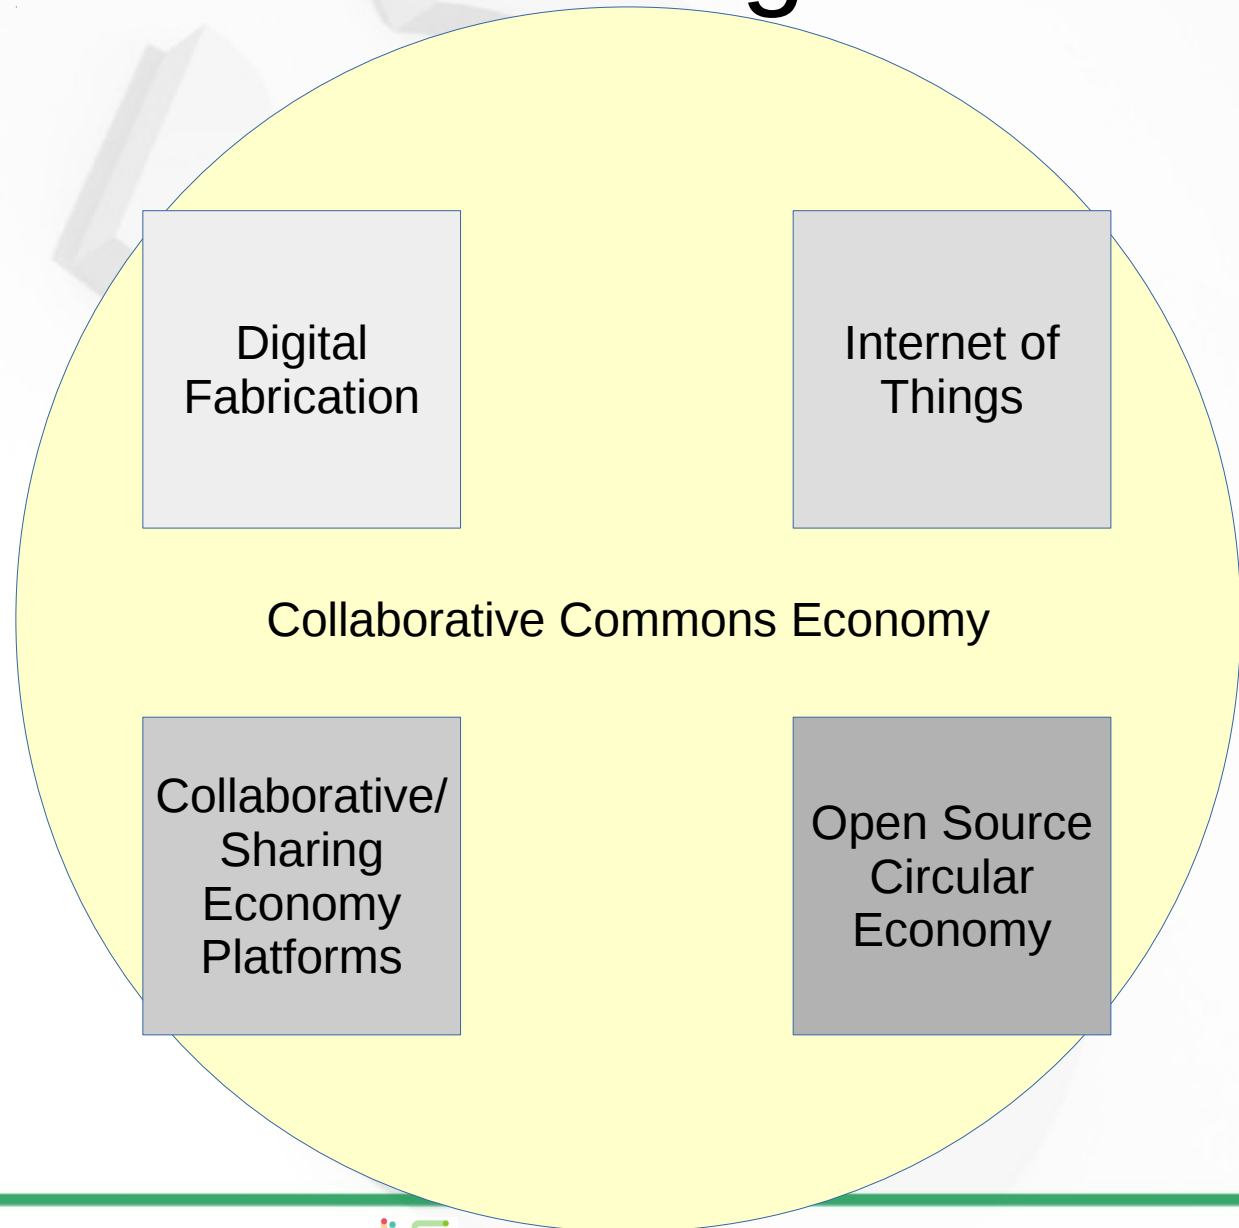 Digital
Fabrication
Internet of
Things
Collaborative Commons Economy
Collaborative/
Sharing
Economy
Platforms
Open Source
Circular
Economy